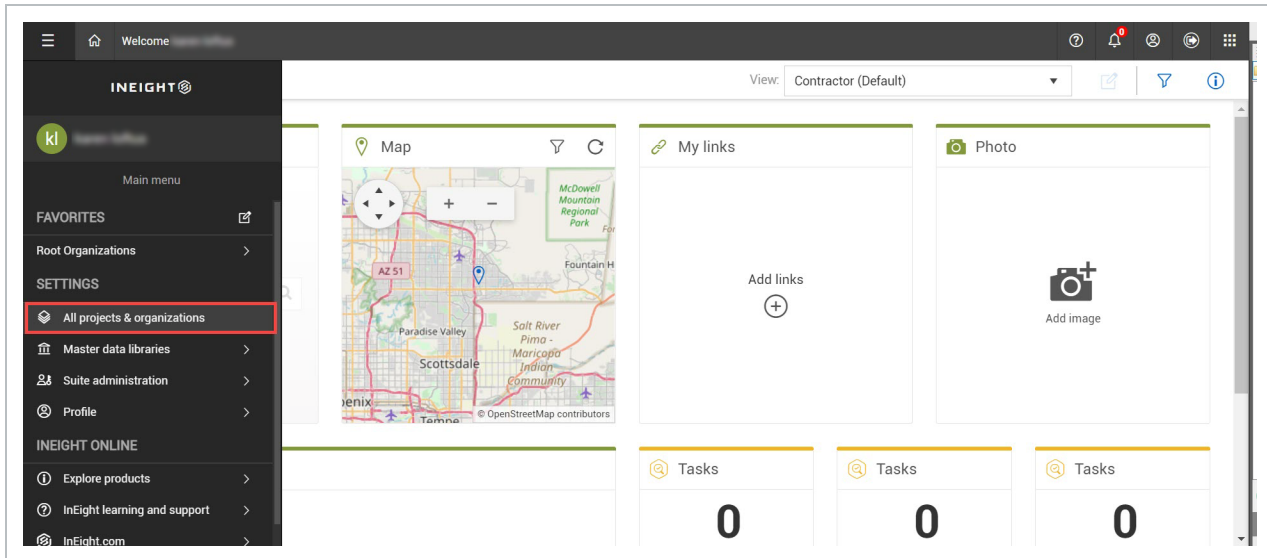 Welcome
0
INEIGHT
View: Contractor (Default)
kl
Main menu
FAVORITES
Root Organizations
SETTINGS
All projects & organizations
Master data libraries
Suite administration
Profile
INEIGHT ONLINE
Explore products
InEight learning and support
InEight.com
Map
McDowell
Mountain
Regional
Park
AZ 51
Fountain H
Paradise Valley
Salt River
Pima -
Maricopa
Indian
Community
Scottsdale
Tempe
© OpenStreetMap contributors
My links
Add links
Photo
Add image
Tasks
0
Tasks
0
Tasks
0